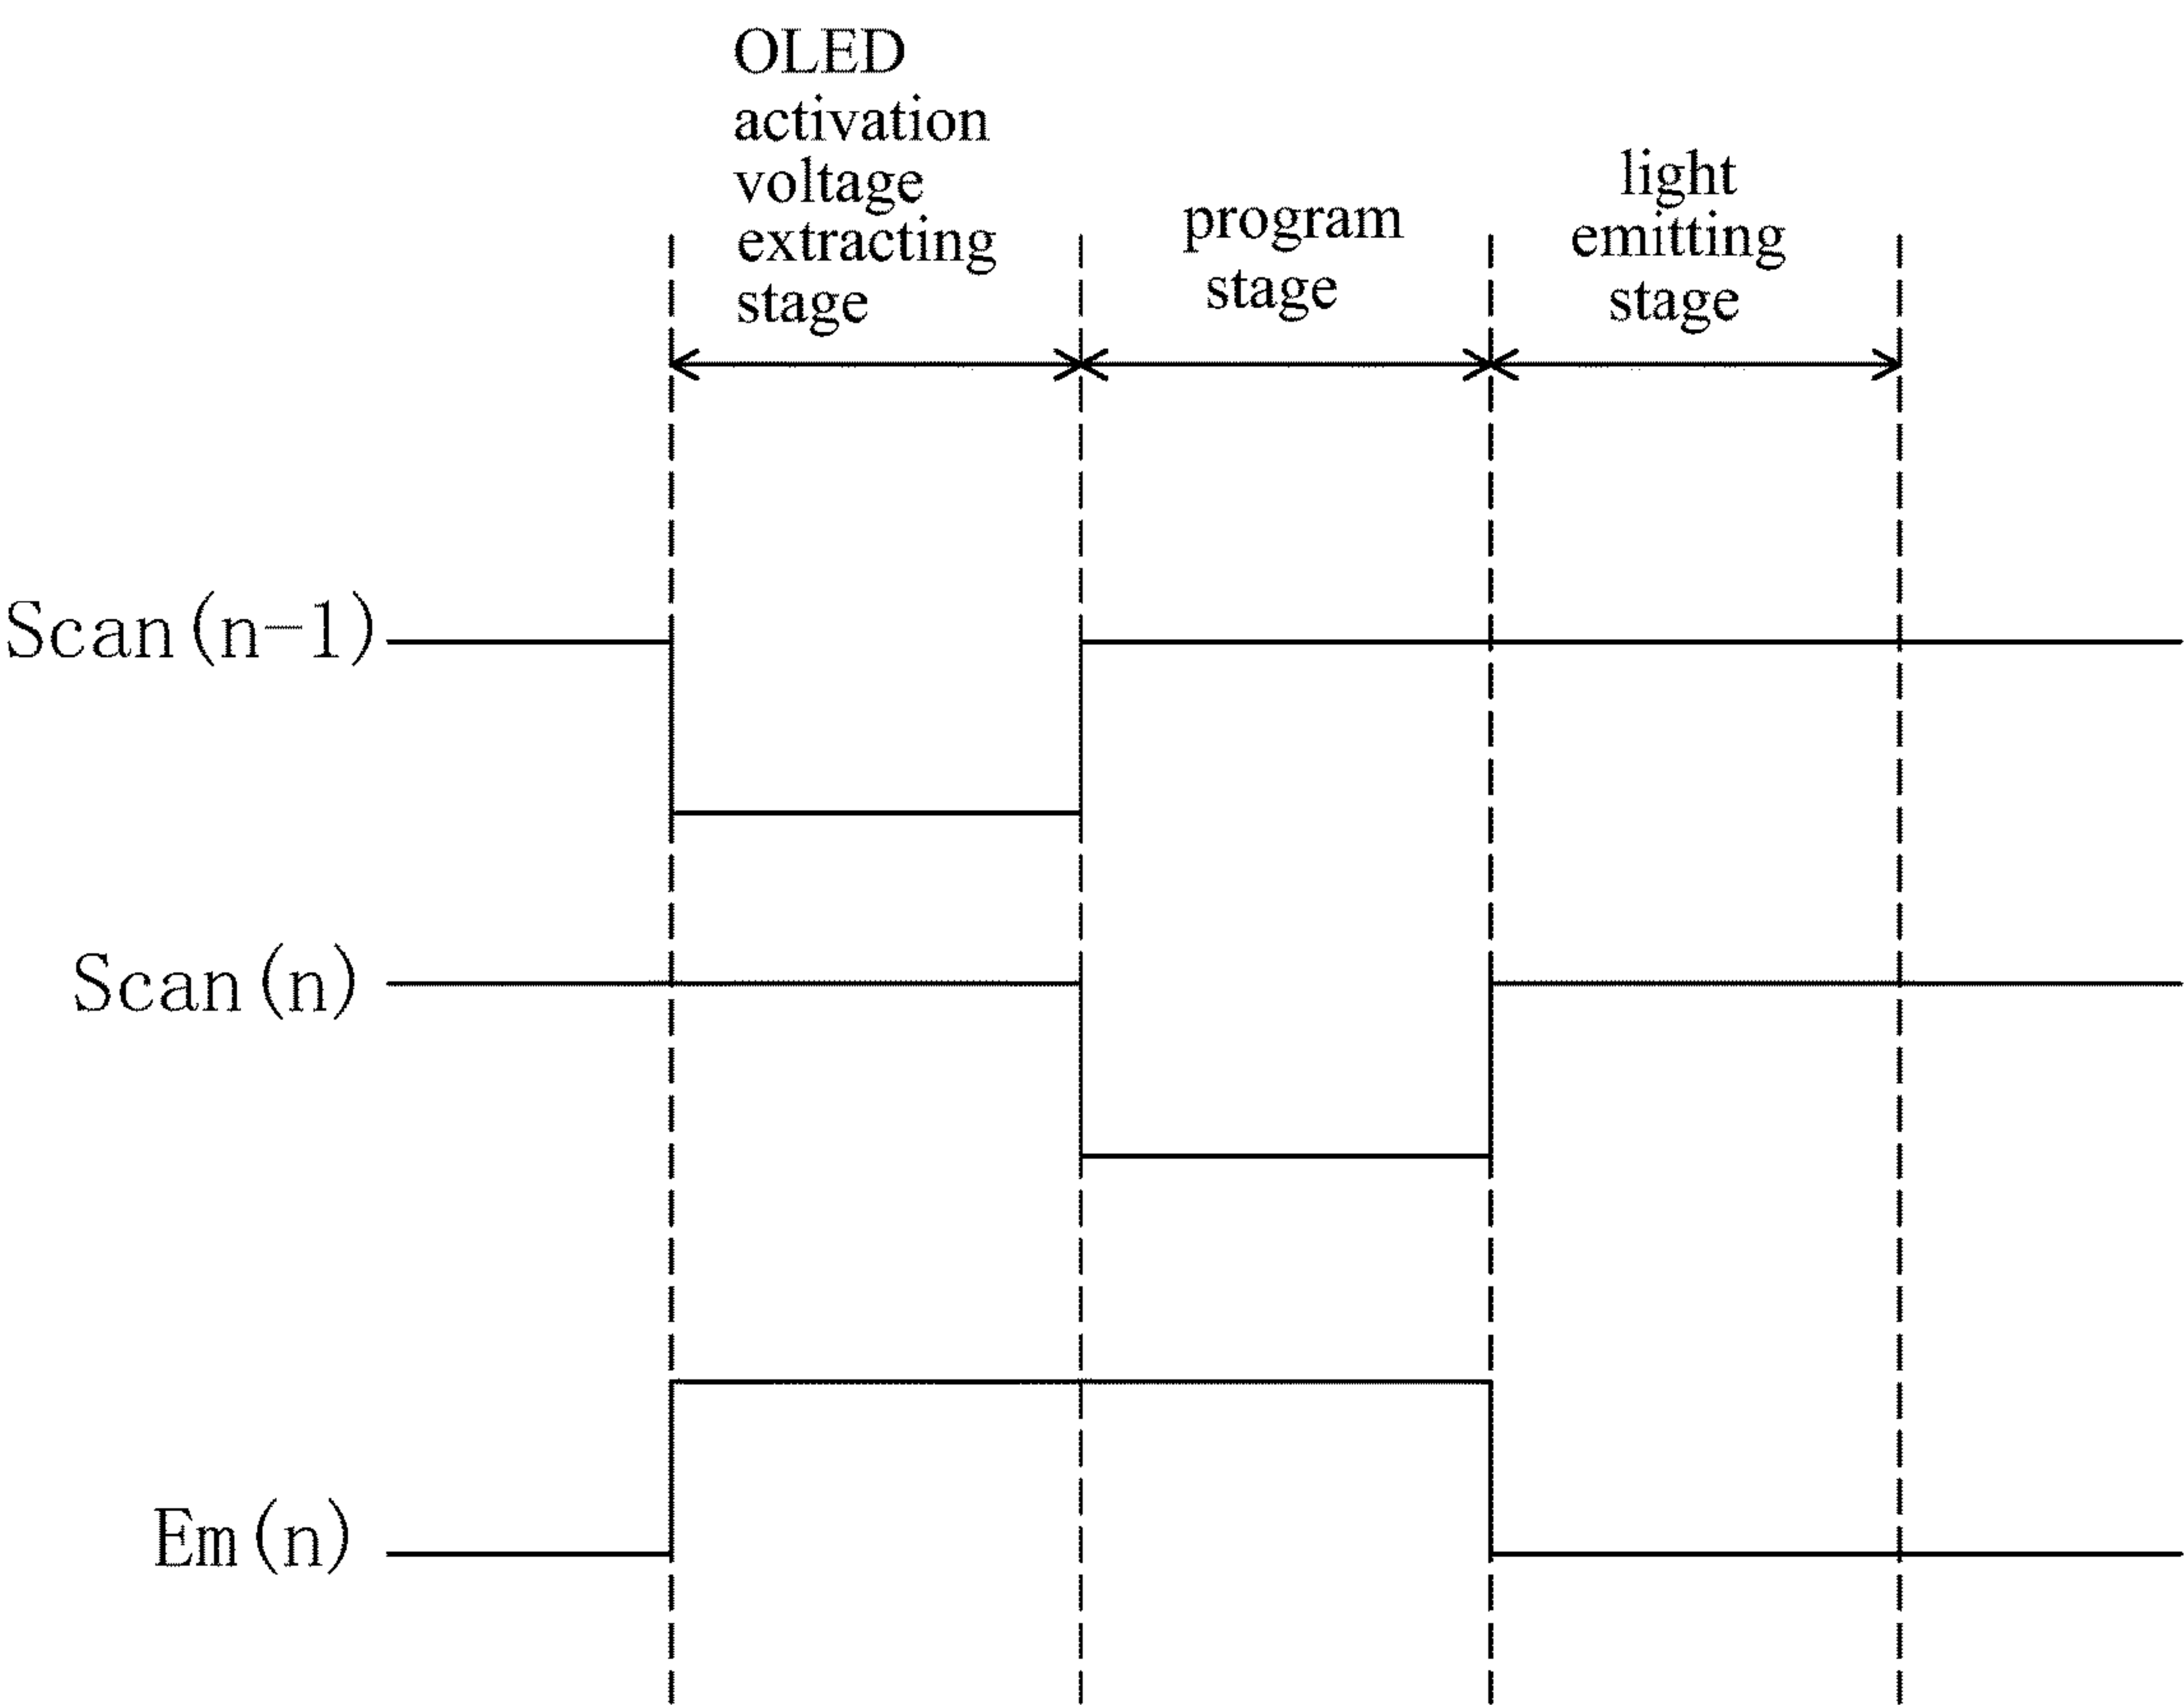 OLED
activation
voltage
extracting
stage
program
stage
light
emitting
stage
Scan(n-1)
Scan(n)
Em(n)